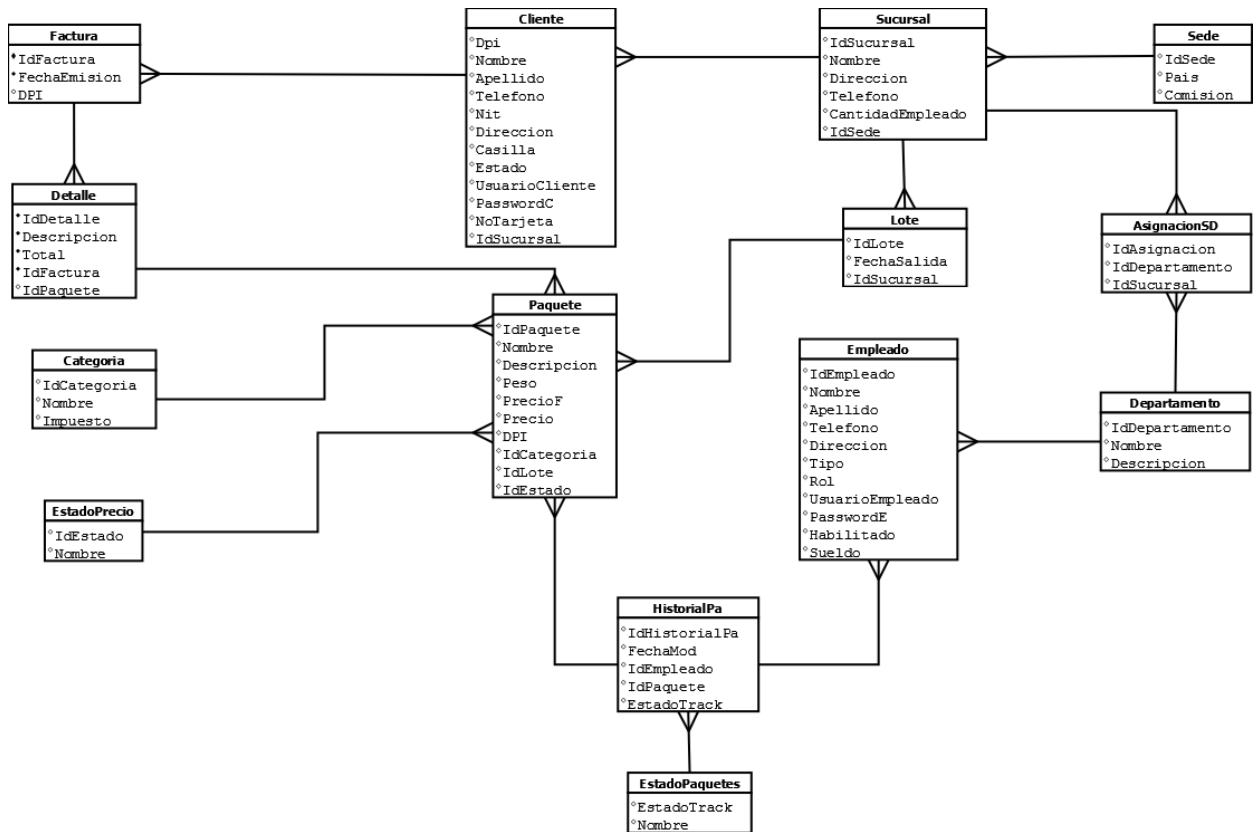 Factura
IdFactura
FechaEmision
DPI
Cliente
Dpi
Nombre
Apellido
Telefono
Nit
Direccion
Casilla
Estado
UsuarioCliente
PasswordC
NoTarjeta
IdSucursal
Sucursal
IdSucursal
Nombre
Direccion
Telefono
CantidadEmpleado
IdSede
Sede
IdSede
Pais
Comision
Detalle
IdDetalle
Descripcion
Total
IdFactura
IdPaquete
Lote
IdLote
FechaSalida
IdSucursal
AsignacionSD
IdAsignacion
IdDepartamento
IdSucursal
Paquete
IdPaquete
Nombre
Descripcion
Peso
PrecioF
Precio
DPI
IdCategoria
IdLote
IdEstado
Categoria
IdCategoria
Nombre
Impuesto
Empleado
IdEmpleado
Nombre
Apellido
Telefono
Direccion
Tipo
Rol
UsuarioEmpleado
PasswordE
Habilitado
Sueldo
Departamento
IdDepartamento
Nombre
Descripcion
EstadoPrecio
IdEstado
Nombre
HistorialPa
IdHistorialPa
FechaMod
IdEmpleado
IdPaquete
EstadoTrack
EstadoPaquetes
EstadoTrack
Nombre